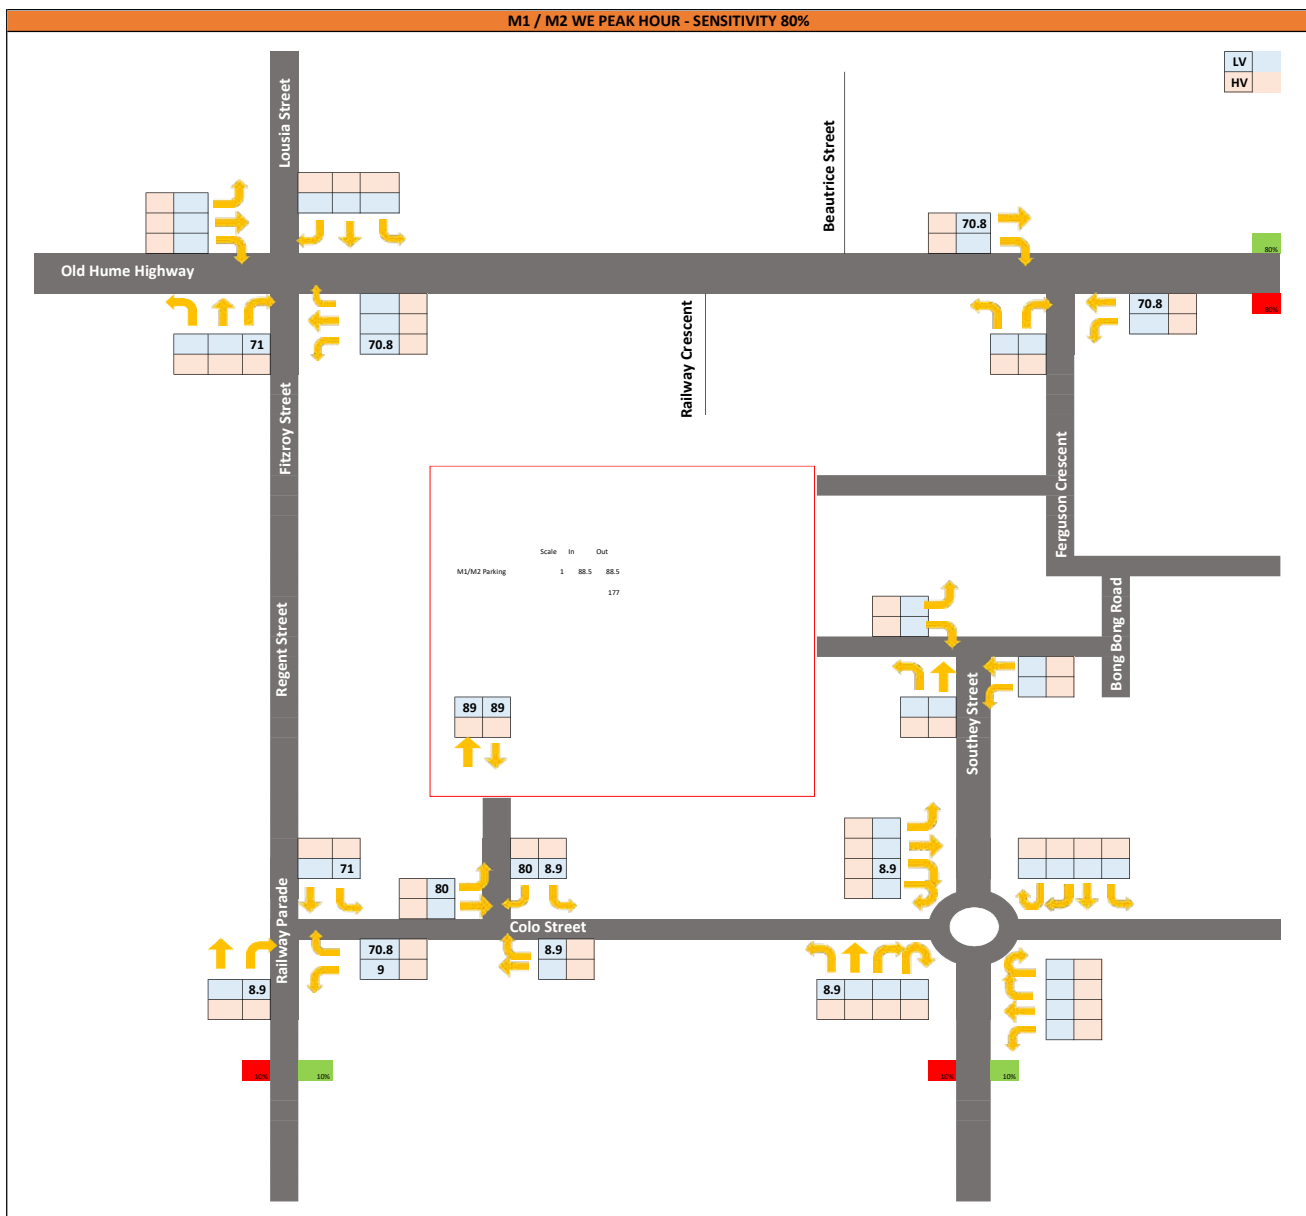 M1 / M2 WE PEAK HOUR - SENSITIVITY 80%
LV
HV
Lousia Street
Beautrice Street
70.8
80%
Old Hume Highway
71
70.8
70.8
80%
Railway Crescent
Fitzroy Street
Ferguson Crescent
Scale In Out
M1/M2 Parking 1 88.5 88.5
177
Regent Street
Bong Bong Road
Southey Street
89 89
71
80
80 8.9
8.9
Railway Parade
Colo Street
70.8
9
8.9
8.9
8.9
10%
10%
10%
10%